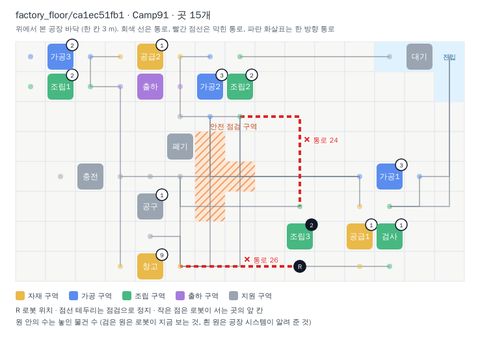 factory_floor/ca1ec51fb1 · Camp91 · 곳 15개
위에서 본 공장 바닥 (한 칸 3 m). 회색 선은 통로, 빨간 점선은 막힌 통로, 파란 화살표는 한 방향 통로
가공3 2
공급2 1
대기
진입
조립1 2
출하
가공2 3
조립2 2
안전 점검 구역
폐기
통로 24
충전
가공1 3
공구 1
조립3 2
공급1 1
검사 1
창고 9
통로 26
R
자재 구역 가공 구역 조립 구역 출하 구역 지원 구역
R 로봇 위치 · 점선 테두리는 점검으로 정지 · 작은 점은 로봇이 서는 곳의 앞 칸
원 안의 수는 놓인 물건 수 (검은 원은 로봇이 지금 보는 것, 흰 원은 공장 시스템이 알려 준 것)